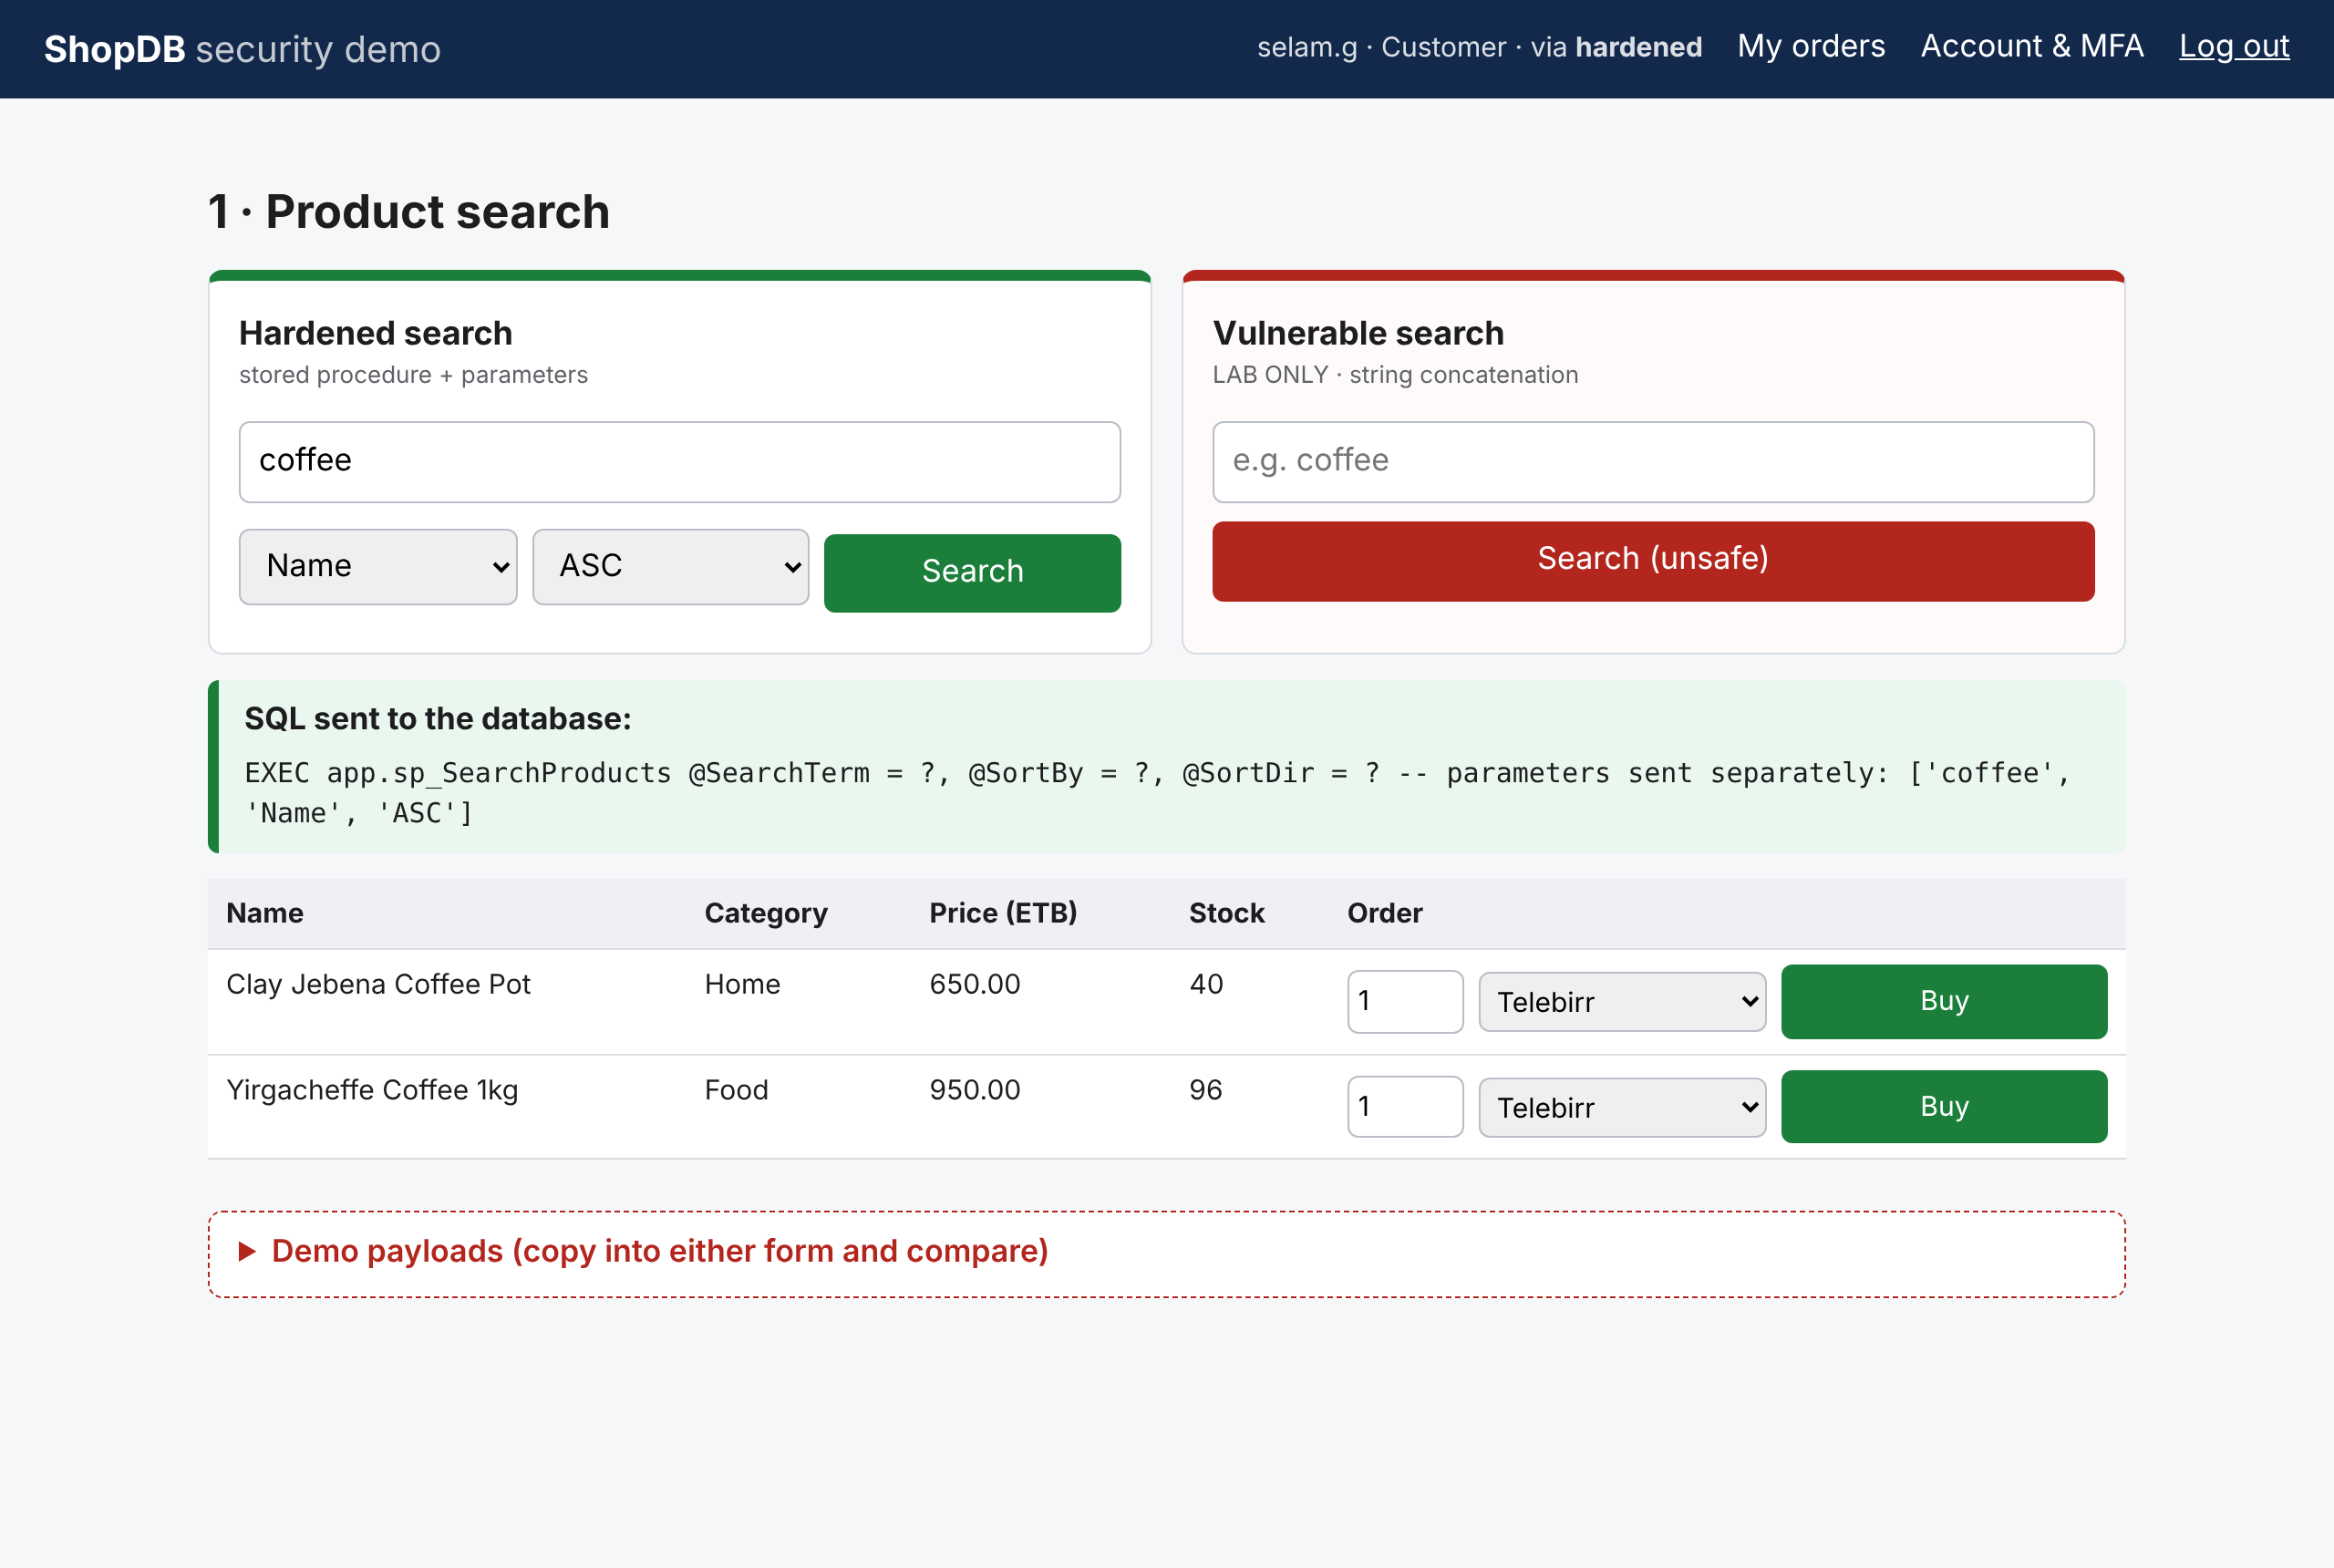 ShopDB security demo
selam.g · Customer · via hardened My orders Account & MFA Log out
1 · Product search
Hardened search
stored procedure + parameters
coffee
Name ASC Search
Vulnerable search
LAB ONLY · string concatenation
e.g. coffee
Search (unsafe)
SQL sent to the database:
EXEC app.sp_SearchProducts @SearchTerm = ?, @SortBy = ?, @SortDir = ? -- parameters sent separately: ['coffee',
'Name', 'ASC']
Name Category Price (ETB) Stock Order
Clay Jebena Coffee Pot Home 650.00 40 1 Telebirr Buy
Yirgacheffe Coffee 1kg Food 950.00 96 1 Telebirr Buy
Demo payloads (copy into either form and compare)